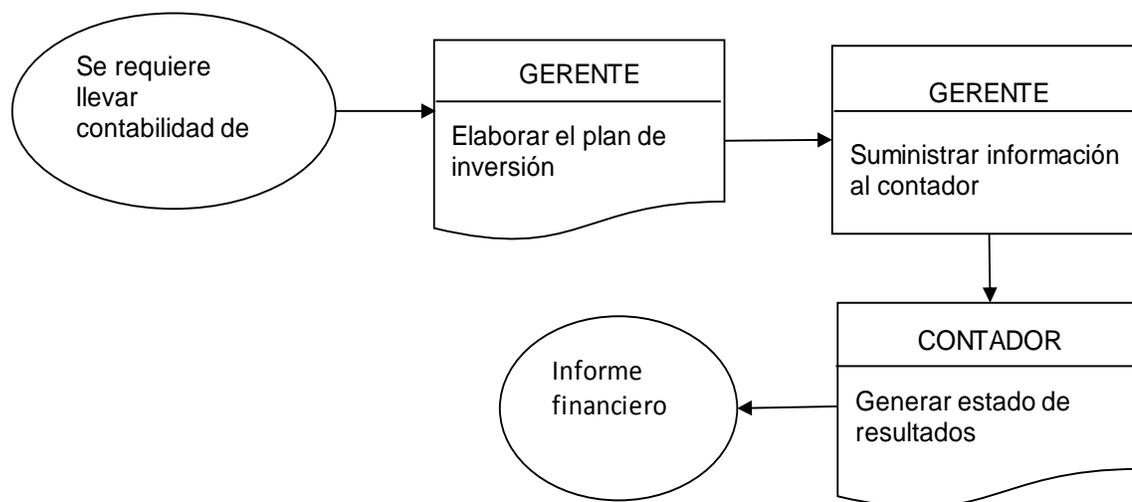 Se requiere
llevar
contabilidad de
GERENTE
Elaborar el plan de
inversión
GERENTE
Suministrar información
al contador
CONTADOR
Generar estado de
resultados
Informe
financiero